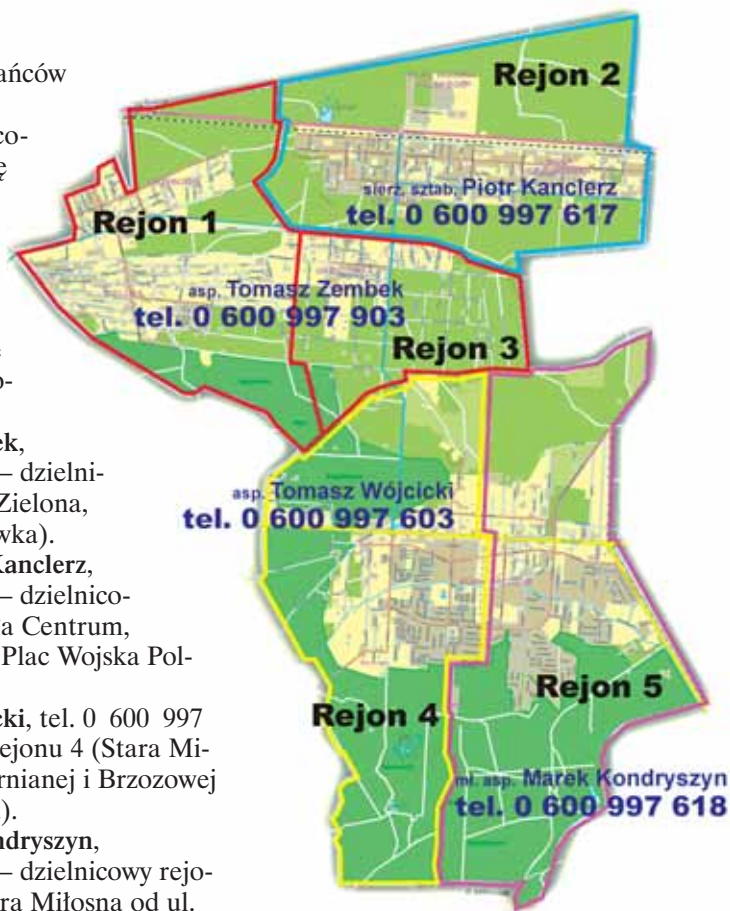 ańców
co-
ę
o-
ek,
– dzielni-
Zielona,
wka).
Kanclerz,
– dzielnico-
a Centrum,
Plac Wojska Pol-
cki, tel. 0 600 997
rejonu 4 (Stara Mi-
rnianej i Brzozowej
).
ndryszyn,
– dzielnicowy rejo-
ra Miłosna od ul.
Rejon 2
sierż. sztab. Piotr Kanclerz
tel. 0 600 997 617
Rejon 1
asp. Tomasz Zembek
tel. 0 600 997 903
Rejon 3
asp. Tomasz Wójcicki
tel. 0 600 997 603
Rejon 4
Rejon 5
mł. asp. Marek Kondryszyn
tel. 0 600 997 618